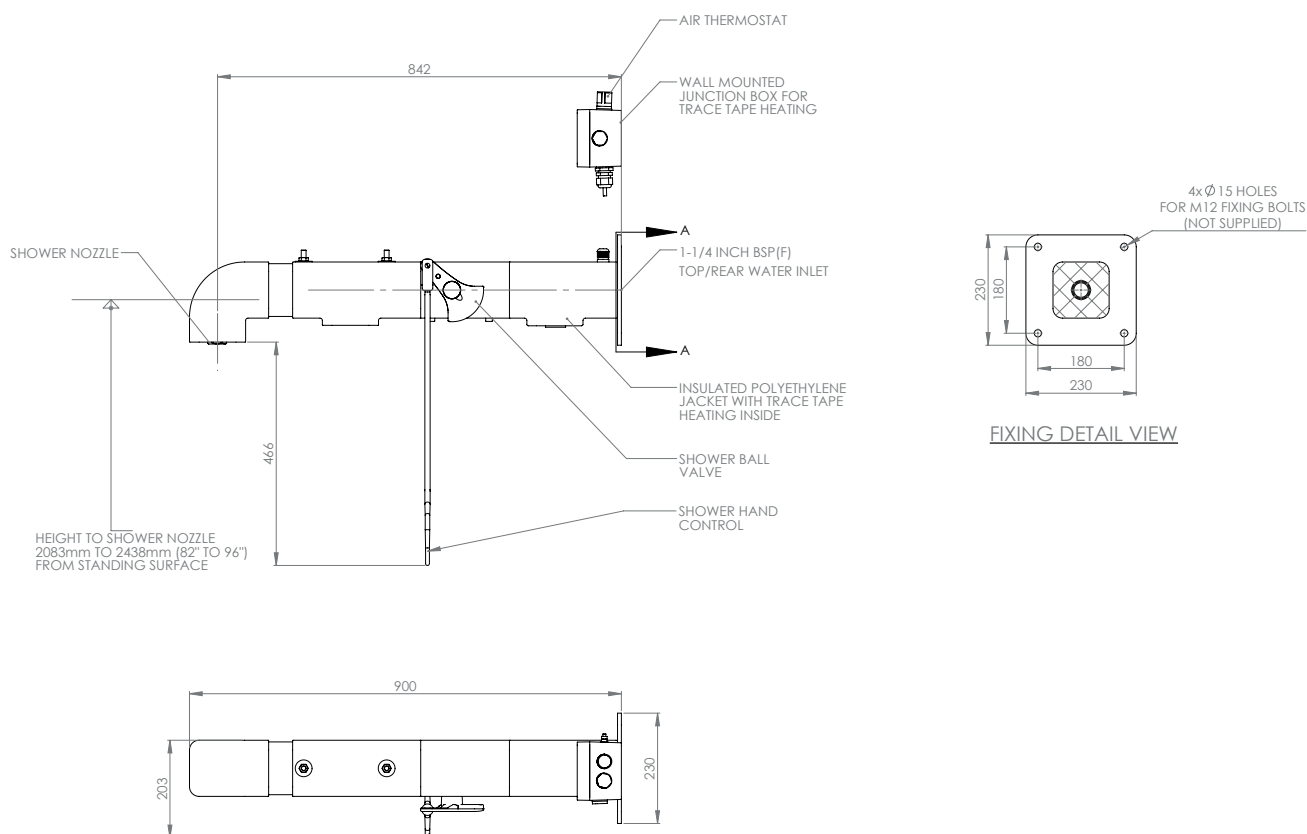 AIR THERMOSTAT
842
WALL MOUNTED
JUNCTION BOX FOR
TRACE TAPE HEATING
4x Ø 15 HOLES
FOR M12 FIXING BOLTS
(NOT SUPPLIED)
A
SHOWER NOZZLE
1-1/4 INCH BSP(F)
TOP/REAR WATER INLET
230
180
A
180
230
INSULATED POLYETHYLENE
JACKET WITH TRACE TAPE
HEATING INSIDE
FIXING DETAIL VIEW
466
SHOWER BALL
VALVE
SHOWER HAND
CONTROL
HEIGHT TO SHOWER NOZZLE
2083mm TO 2438mm (82" TO 96")
FROM STANDING SURFACE
900
203
230